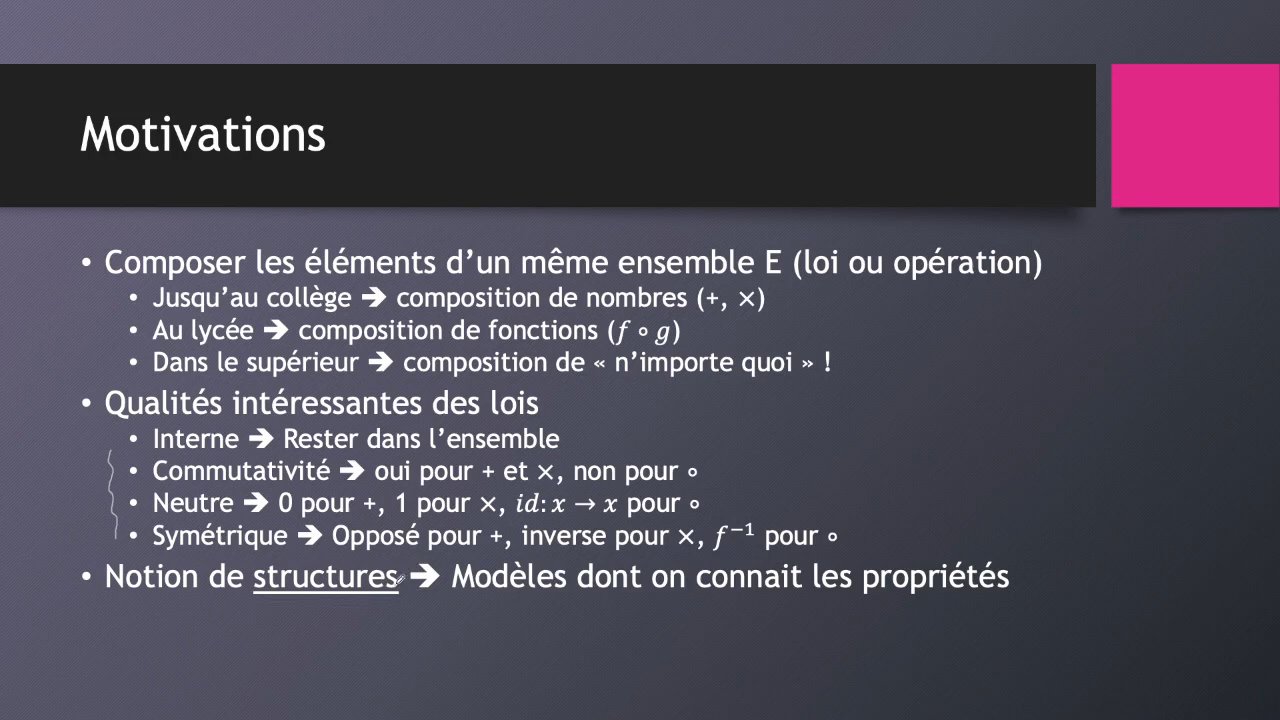 Motivations
• Composer les éléments d’un même ensemble E (loi ou opération)
• Jusqu’au collège 🡺 composition de nombres (+, ×)
• Au lycée 🡺 composition de fonctions (𝑓 ∘ 𝑔)
• Dans le supérieur 🡺 composition de « n’importe quoi » !
• Qualités intéressantes des lois
• Interne 🡺 Rester dans l’ensemble
• Commutativité 🡺 oui pour + et ×, non pour ∘
• Neutre 🡺 0 pour +, 1 pour ×, 𝑖𝑑: 𝑥 → 𝑥 pour ∘
• Symétrique 🡺 Opposé pour +, inverse pour ×, 𝑓⁻¹ pour ∘
• Notion de structures 🡺 Modèles dont on connait les propriétés